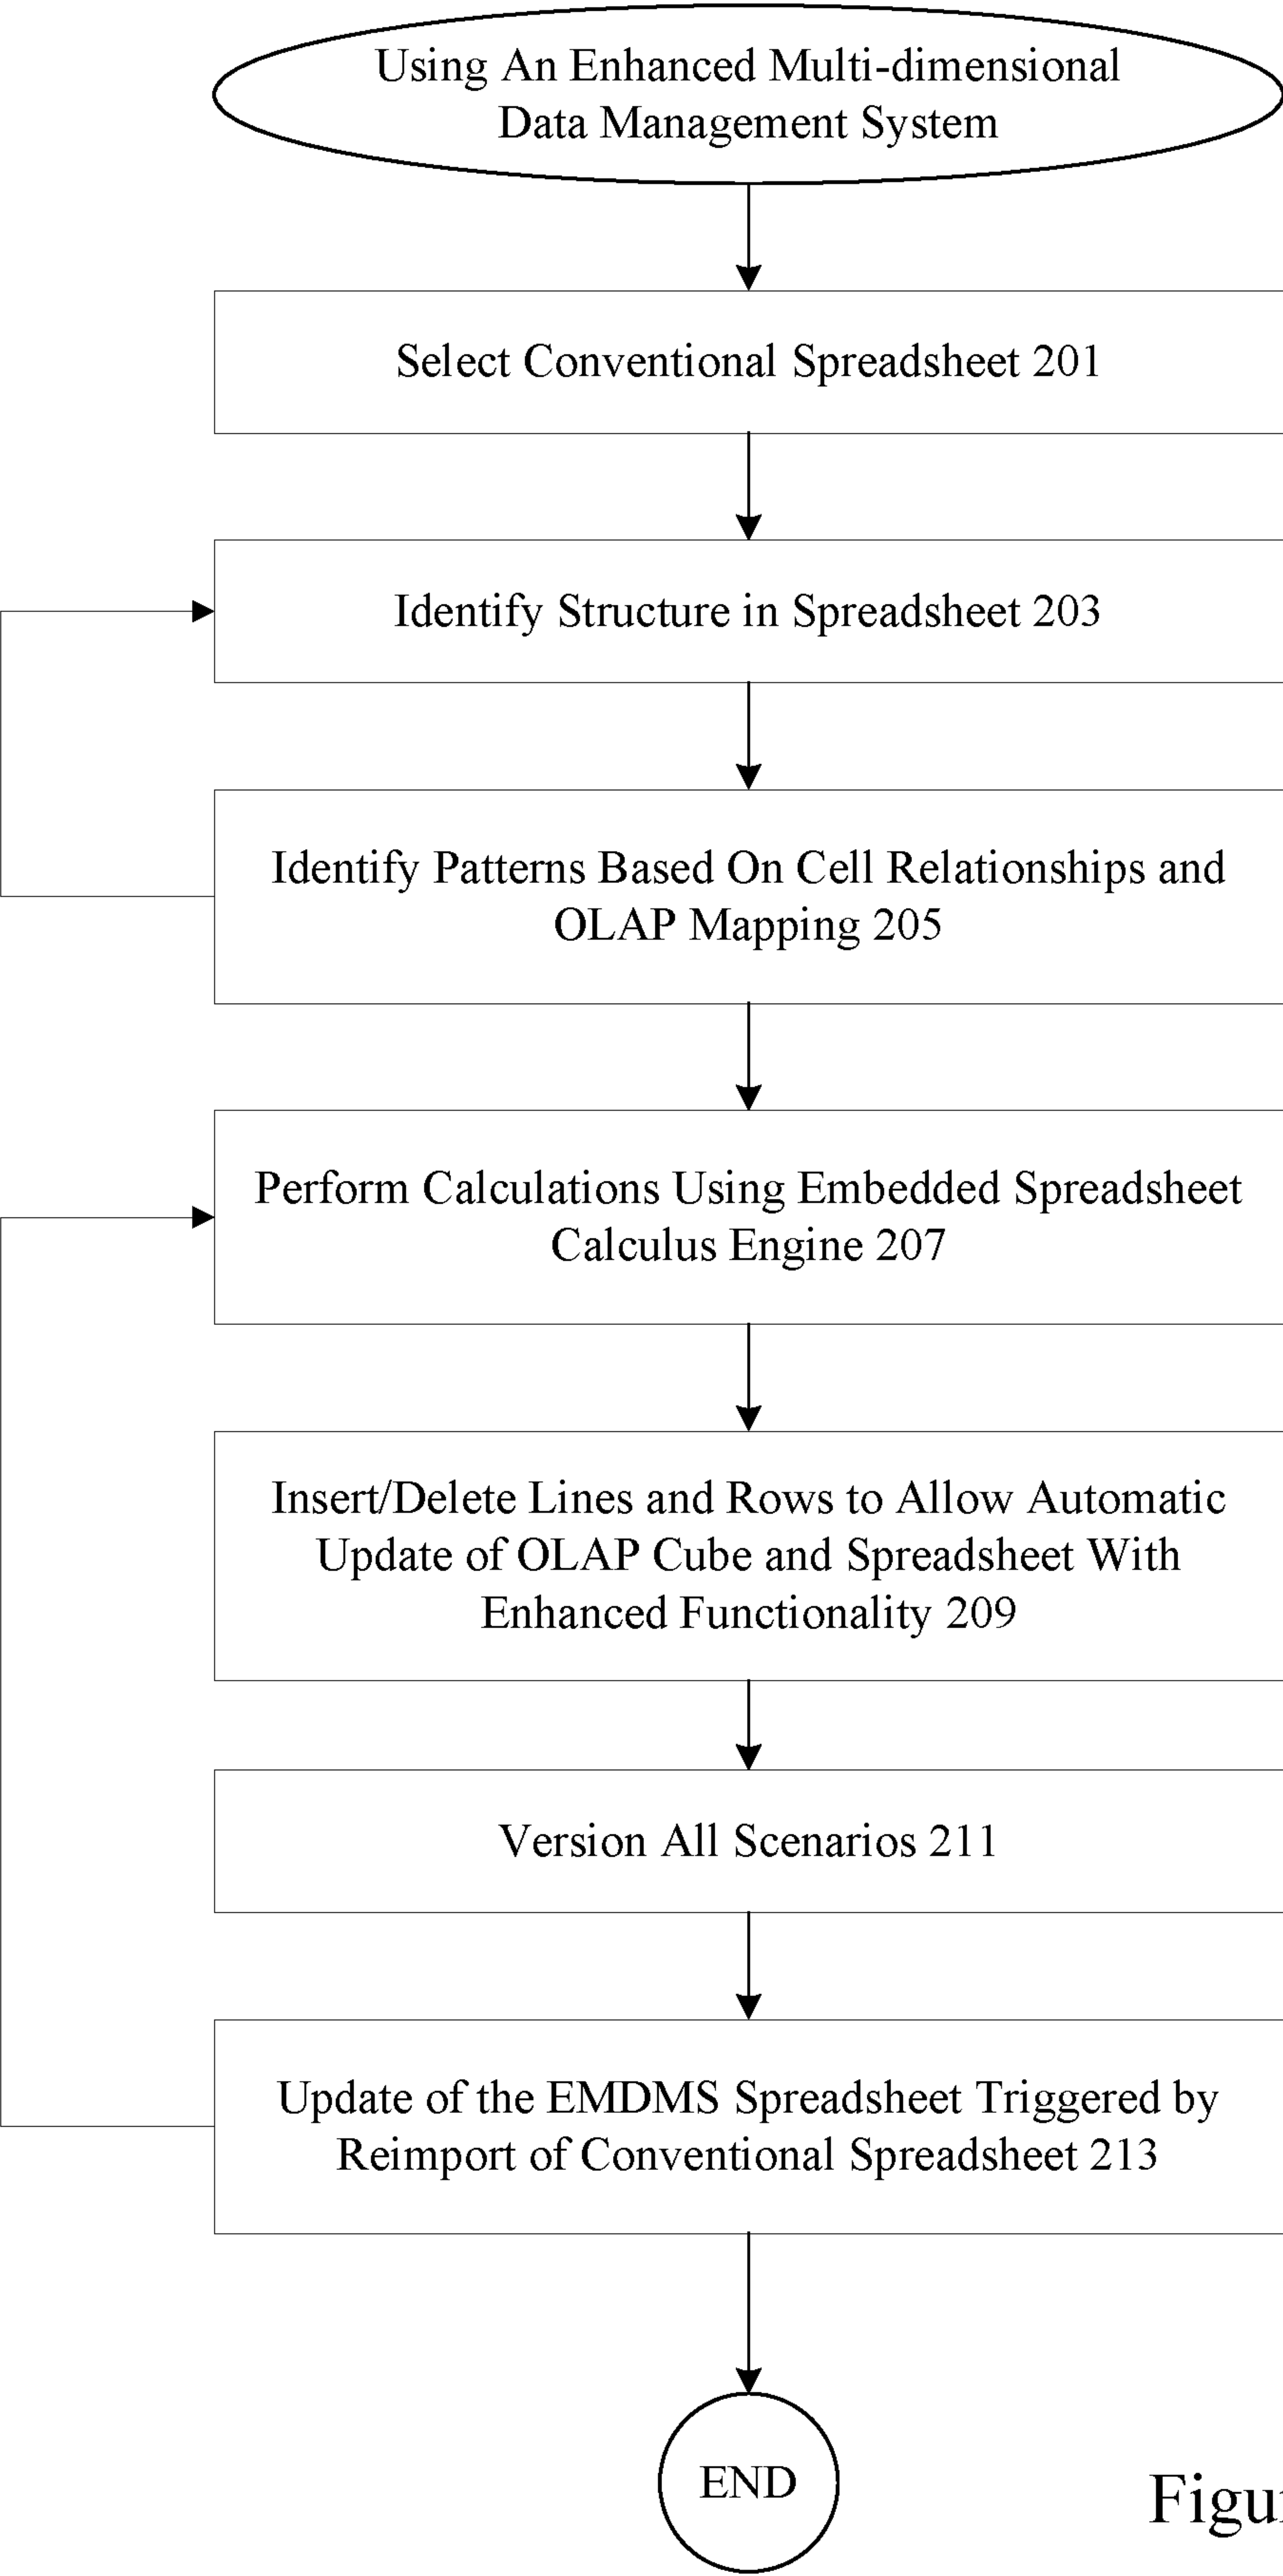 Using An Enhanced Multi-dimensional
Data Management System
Select Conventional Spreadsheet 201
Identify Structure in Spreadsheet 203
Identify Patterns Based On Cell Relationships and
OLAP Mapping 205
Perform Calculations Using Embedded Spreadsheet
Calculus Engine 207
Insert/Delete Lines and Rows to Allow Automatic
Update of OLAP Cube and Spreadsheet With
Enhanced Functionality 209
Version All Scenarios 211
Update of the EMDMS Spreadsheet Triggered by
Reimport of Conventional Spreadsheet 213
END